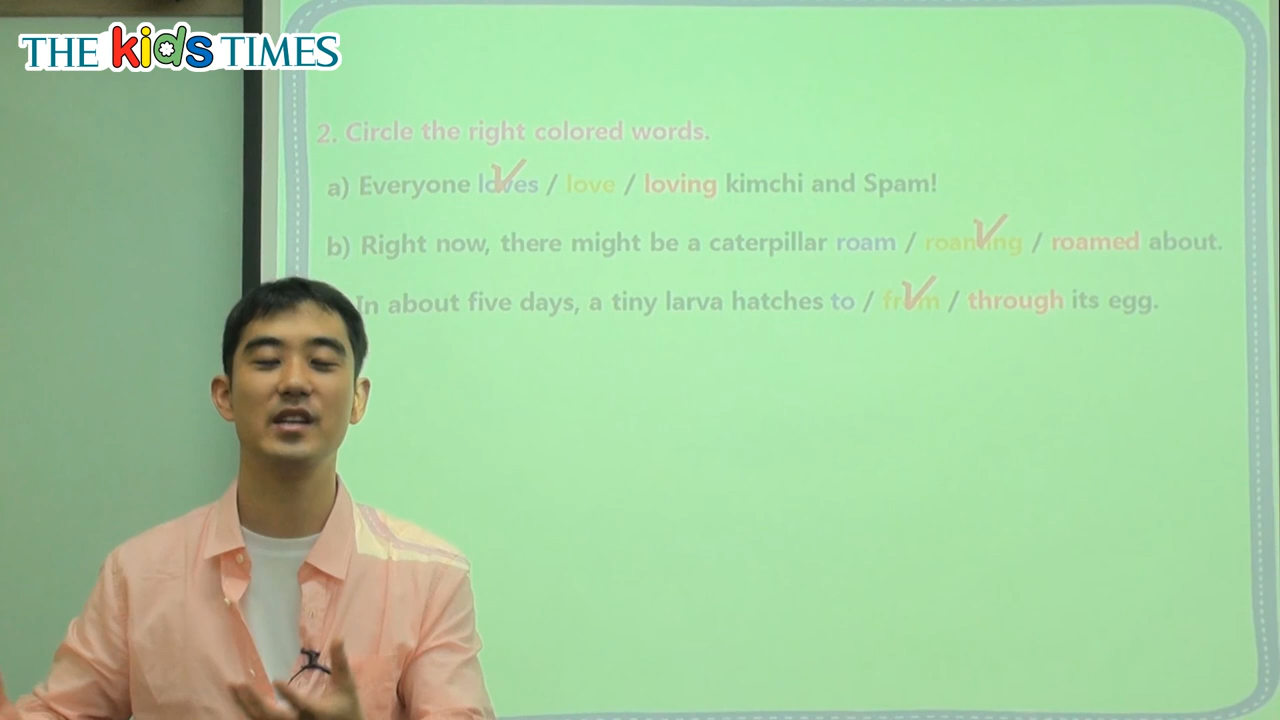 THE kids TIMES
2. Circle the right colored words.
a) Everyone loves / love / loving kimchi and Spam!
b) Right now, there might be a caterpillar roam / roaming / roamed about.
In about five days, a tiny larva hatches to / from / through its egg.